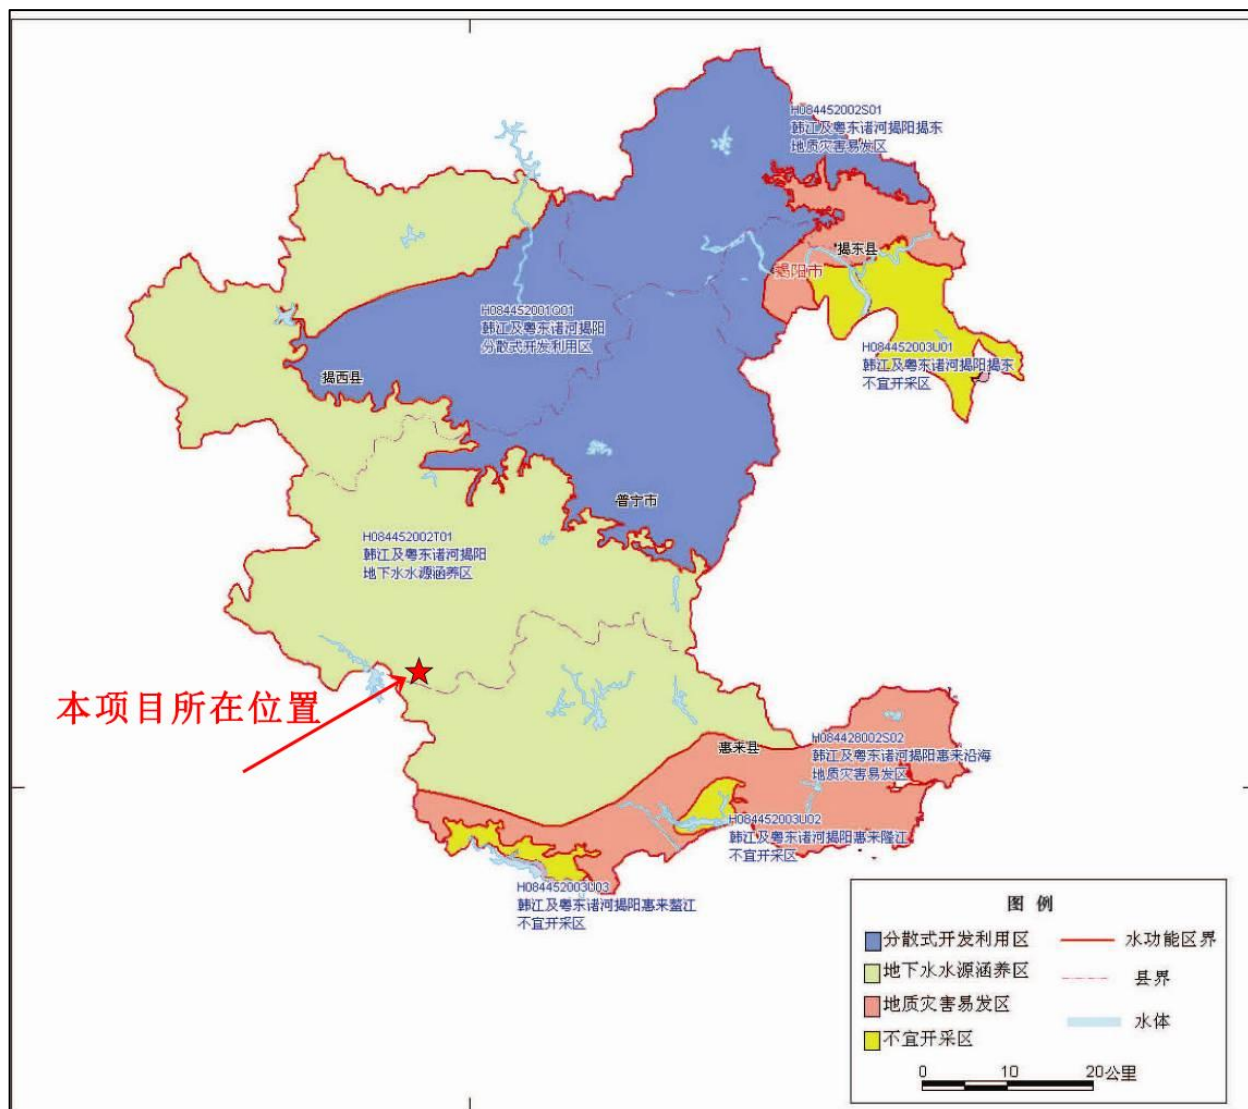 H084452002S01
韩江及粤东诸河揭阳揭东
地质灾害易发区
揭东县
揭阳市
H084452001Q01
韩江及粤东诸河揭阳
分散式开发利用区
H084452003U01
韩江及粤东诸河揭阳揭东
不宜开采区
揭西县
普宁市
H084452002T01
韩江及粤东诸河揭阳
地下水水源涵养区
本项目所在位置
惠来县
H084428002S02
韩江及粤东诸河揭阳惠来沿海
地质灾害易发区
H084452003U02
韩江及粤东诸河揭阳惠来隆江
不宜开采区
H084452003U03
韩江及粤东诸河揭阳惠来鳌江
不宜开采区
图 例
分散式开发利用区
水功能区界
地下水水源涵养区
县界
地质灾害易发区
水体
不宜开采区
0 10 20公里